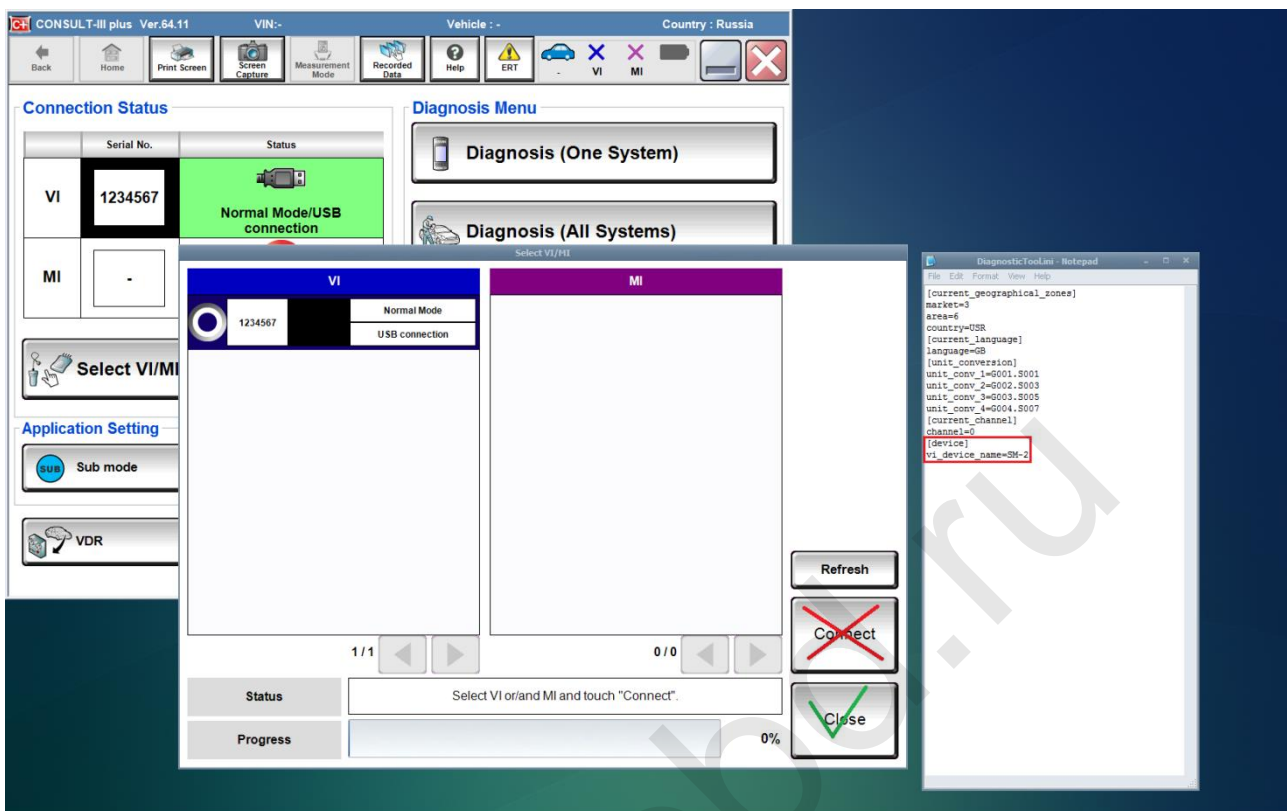 CONSULT-III plus Ver.64.11 VIN:- Vehicle : - Country : Russia
Back
Home
Print Screen
Screen
Capture
Measurement
Mode
Recorded
Data
Help
ERT
-
VI
MI
Connection Status
Serial No. Status
VI
1234567
Normal Mode/USB
connection
MI
-
Select VI/MI
Application Setting
SUB Sub mode
VDR
Diagnosis Menu
Diagnosis (One System)
Diagnosis (All Systems)
Select VI/MI
VI
MI
1234567
Normal Mode
USB connection
1/1
0/0
Refresh
Connect
Close
Status
Select VI or/and MI and touch "Connect".
Progress
0%
DiagnosticTool.ini - Notepad
File Edit Format View Help
[current_geographical_zones]
market=3
area=6
country=USR
[current_language]
language=GB
[unit_conversion]
unit_conv_1=G001.S001
unit_conv_2=G002.S003
unit_conv_3=G003.S005
unit_conv_4=G004.S007
[current_channel]
channel=0
[device]
vi_device_name=SM-2
bd.ru